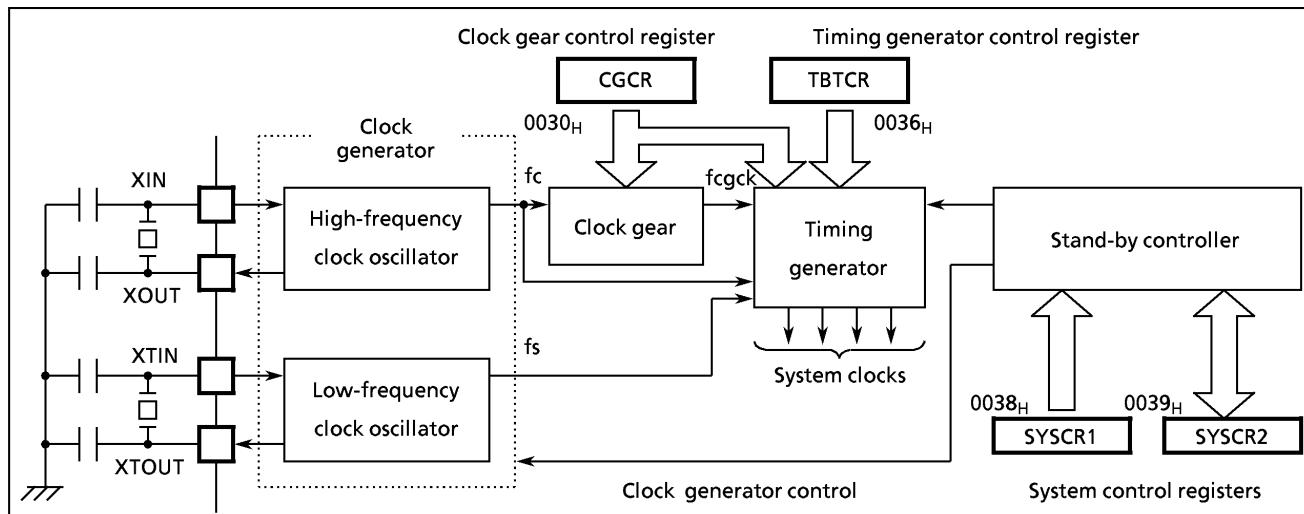 Clock gear control register
Timing generator control register
CGCR
TBTCR
0030H
0036H
Clock
generator
XIN
fc
fcgck
High-frequency
clock oscillator
Clock gear
Timing
generator
Stand-by controller
XOUT
XTIN
fs
System clocks
Low-frequency
clock oscillator
0038H
0039H
SYSCR1
SYSCR2
XTOUT
Clock generator control
System control registers